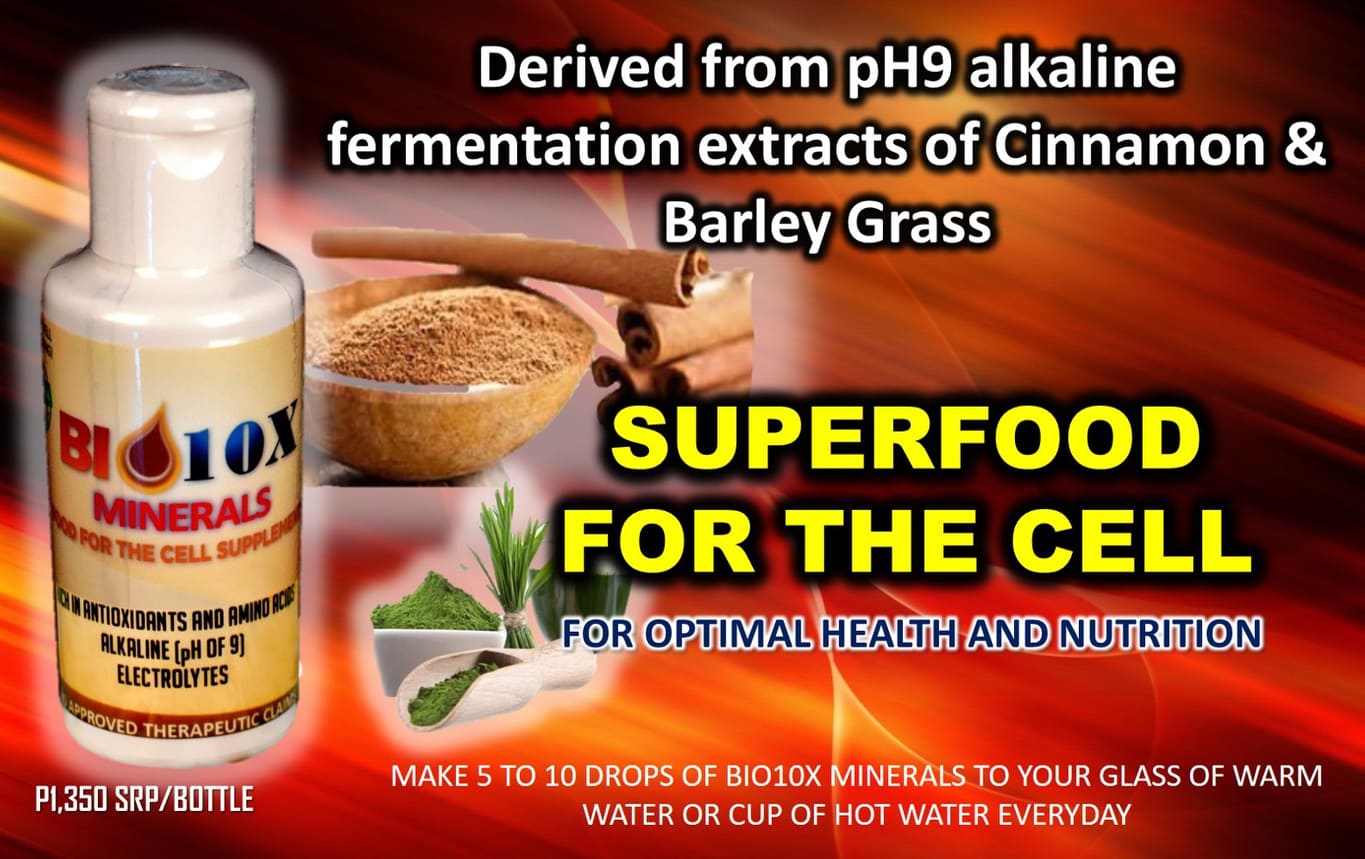 Derived from pH9 alkaline
fermentation extracts of Cinnamon &
Barley Grass
BIO10X
MINERALS
FOR THE CELL
RICH IN ANTIOXIDANTS AND AMINO ACIDS
ALKALINE (pH OF 9)
ELECTROLYTES
APPROVED THERAPEUTIC
SUPERFOOD
FOR THE CELL
FOR OPTIMAL HEALTH AND NUTRITION
P1,350 SRP/BOTTLE
MAKE 5 TO 10 DROPS OF BIO10X MINERALS TO YOUR GLASS OF WARM
WATER OR CUP OF HOT WATER EVERYDAY